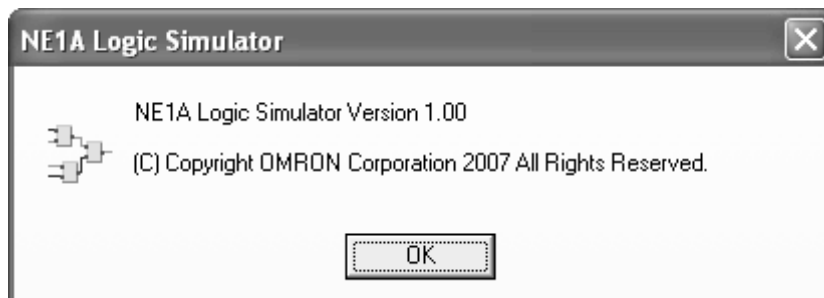 NE1A Logic Simulator
NE1A Logic Simulator Version 1.00
(C) Copyright OMRON Corporation 2007 All Rights Reserved.
OK